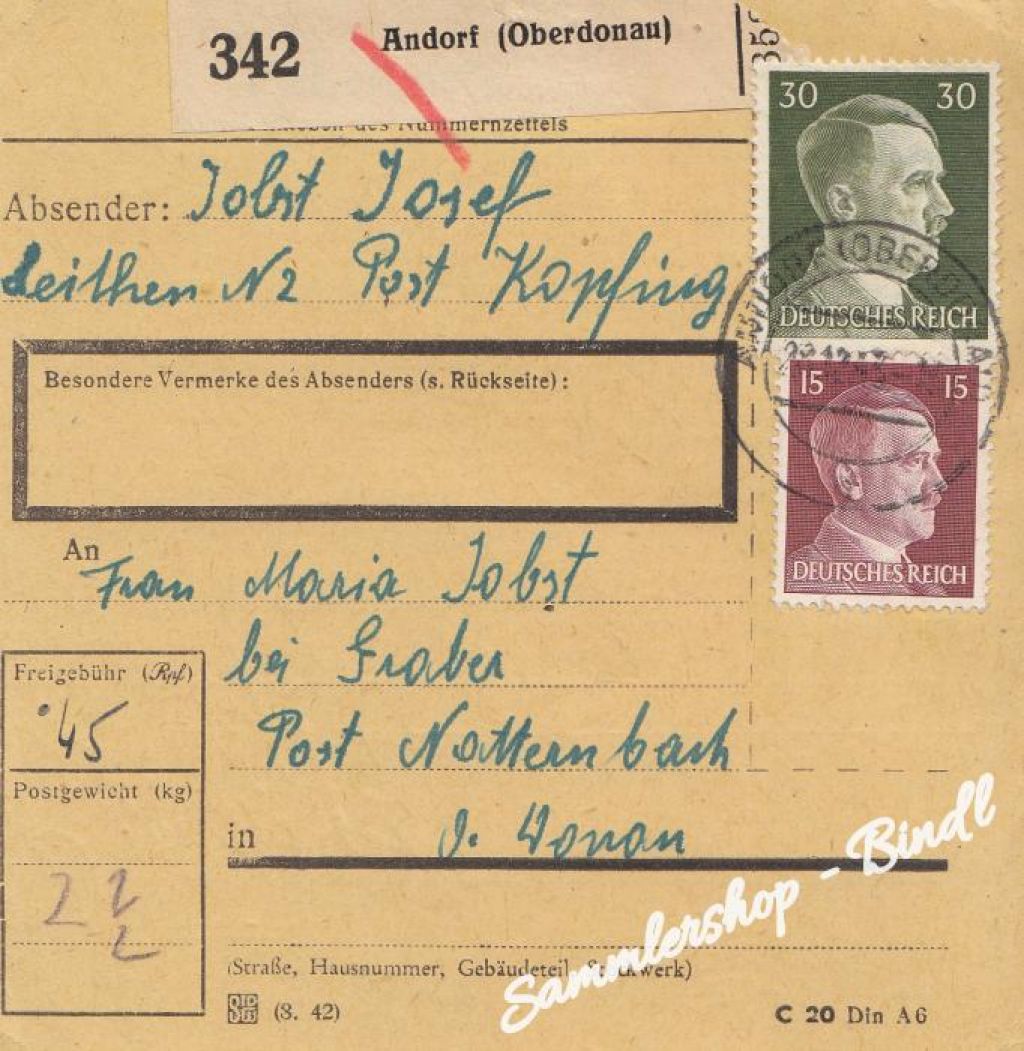 342 Andorf (Oberdonau)
des Nummernzettels
30 30
DEUTSCHES REICH
Absender: Jobst Josef
Leithen N2 Post Kopfing
Besondere Vermerke des Absenders (s. Rückseite):
15 15
DEUTSCHES REICH
An
Frau Maria Jobst
bei Graber
Post Natternbach
in O. Donau
Freigebühr (Rpf)
45
Postgewicht (kg)
2 1/2
(Straße, Hausnummer, Gebäudeteil, Stockwerk)
(8. 42)
C 20 Din A6
Sammlershop - Bindl